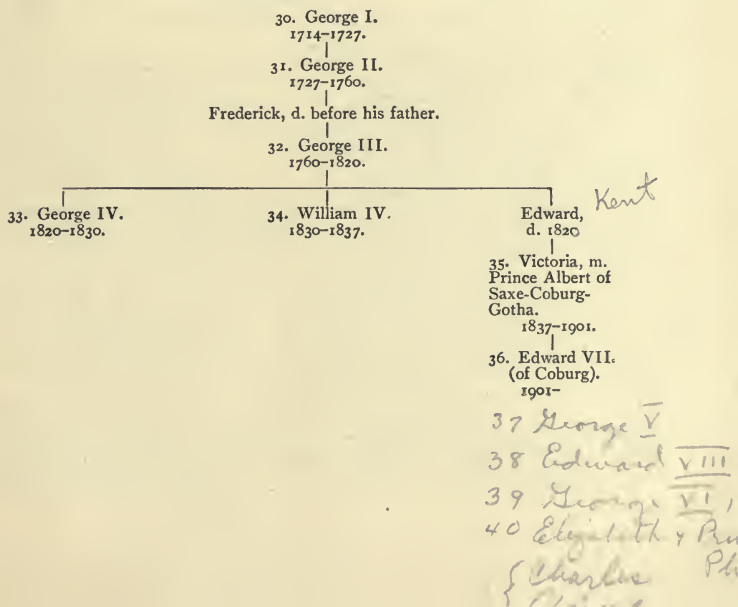 30. George I.
1714–1727.
31. George II.
1727–1760.
Frederick, d. before his father.
32. George III.
1760–1820.
33. George IV.
1820–1830.
34. William IV.
1830–1837.
Edward, Kent
d. 1820
35. Victoria, m.
Prince Albert of
Saxe-Coburg-
Gotha.
1837–1901.
36. Edward VII.
(of Coburg).
1901–
37 George V
38 Edward VIII
39 George VI,
40
{ Charles